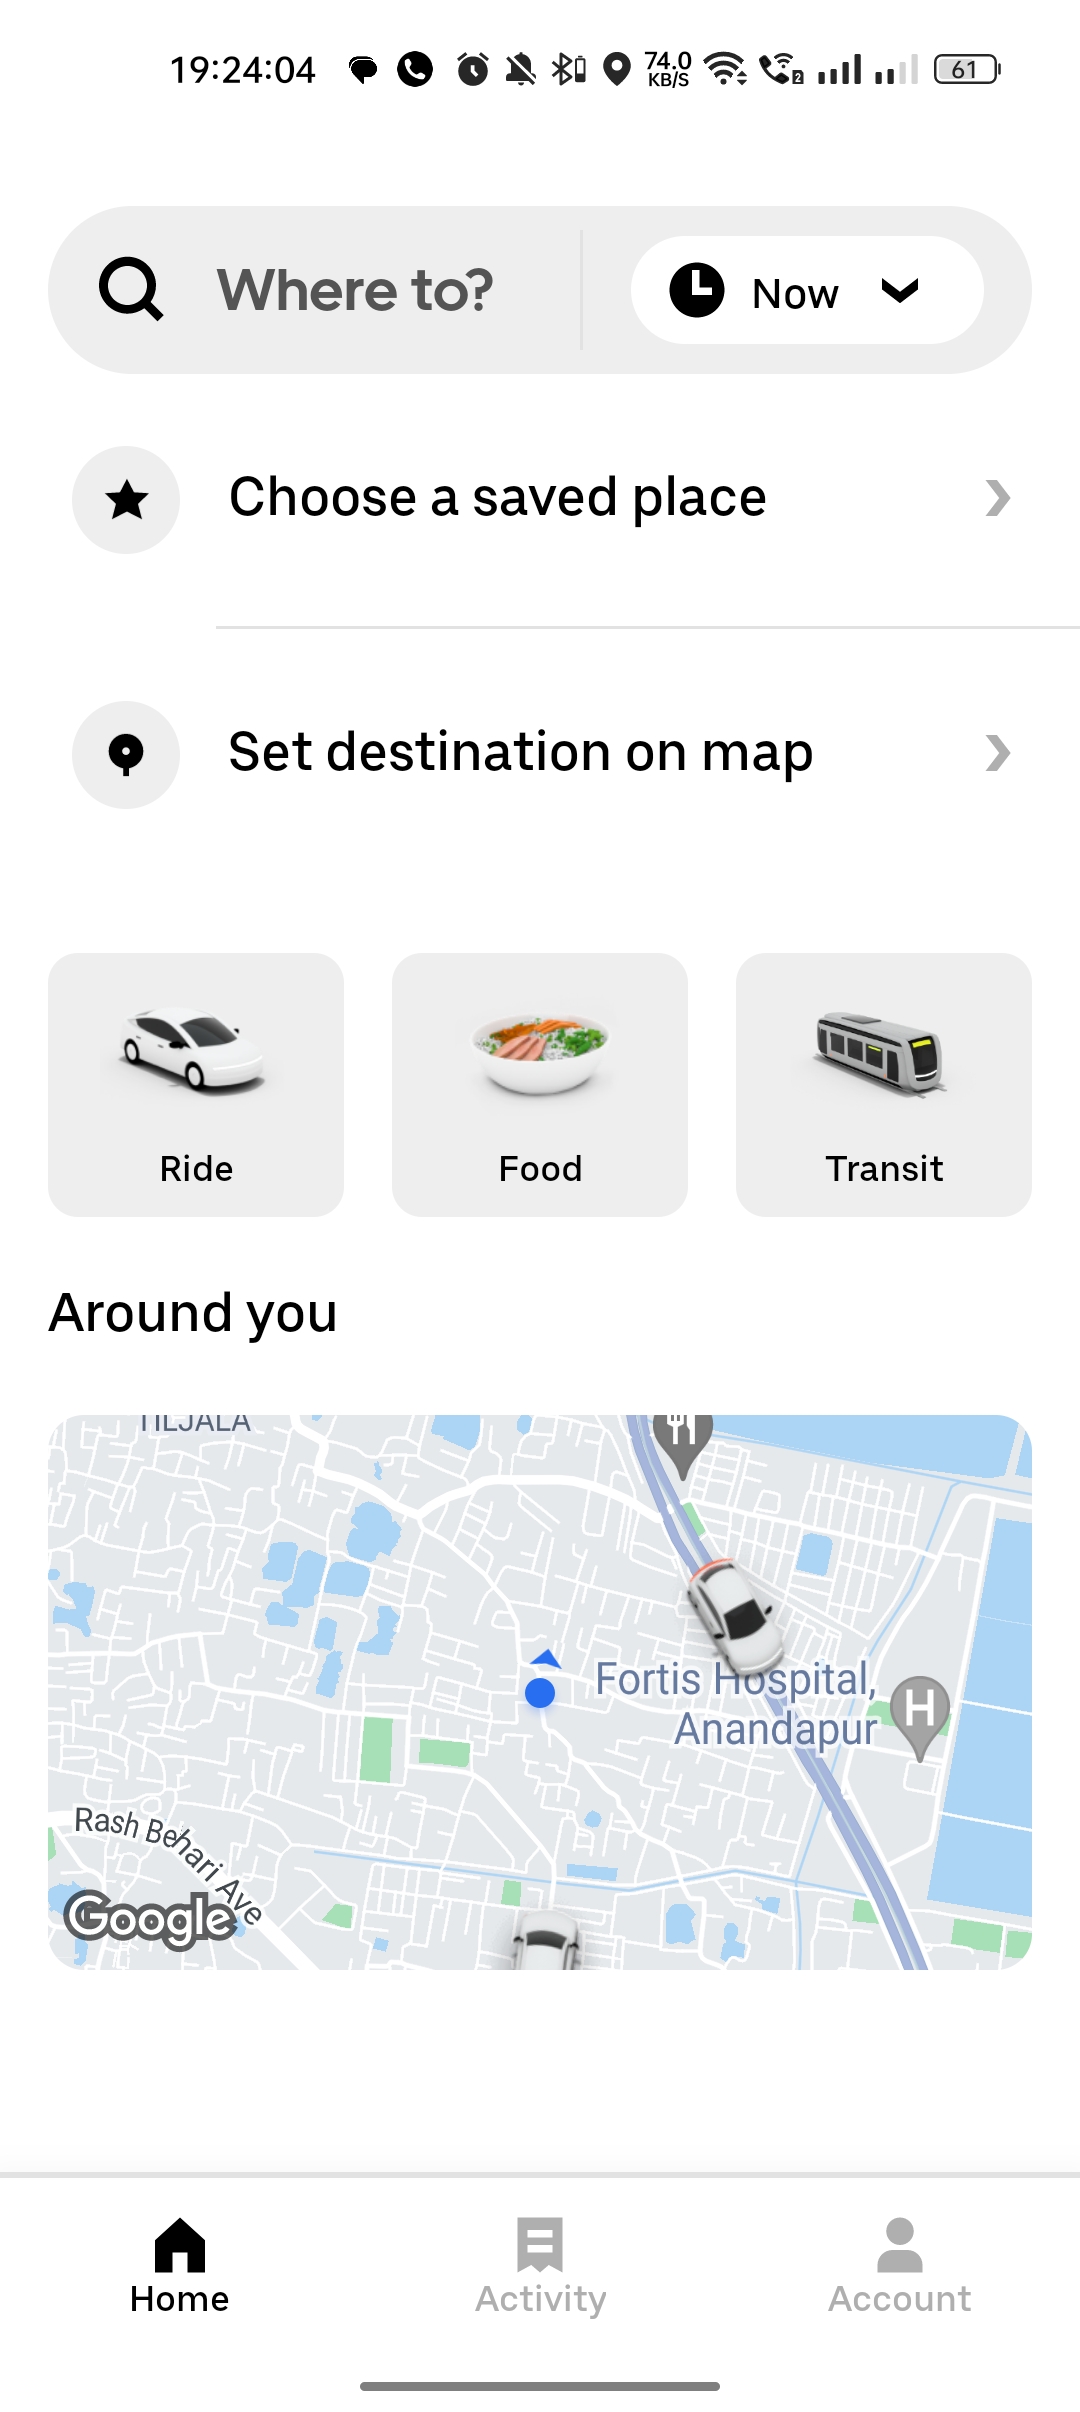 19:24:04
74.0
KB/S
2
61
Where to?
Now
Choose a saved place
Set destination on map
Ride
Food
Transit
Around you
TILJALA
Fortis Hospital,
Anandapur
H
Rash Behari Ave
Google
Home
Activity
Account